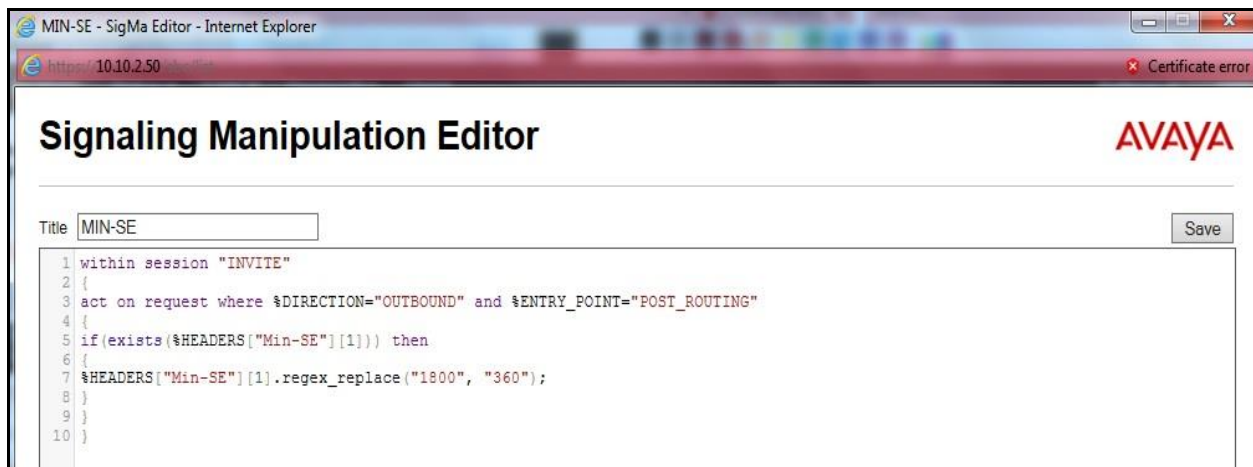 MIN-SE - SigMa Editor - Internet Explorer
https://10.10.2.50
Certificate error
Signaling Manipulation Editor
AVAYA
Title MIN-SE
Save
1 within session "INVITE"
2 {
3 act on request where %DIRECTION="OUTBOUND" and %ENTRY_POINT="POST_ROUTING"
4 {
5 if(exists(%HEADERS["Min-SE"][1])) then
6 {
7 %HEADERS["Min-SE"][1].regex_replace("1800", "360");
8 }
9 }
10 }